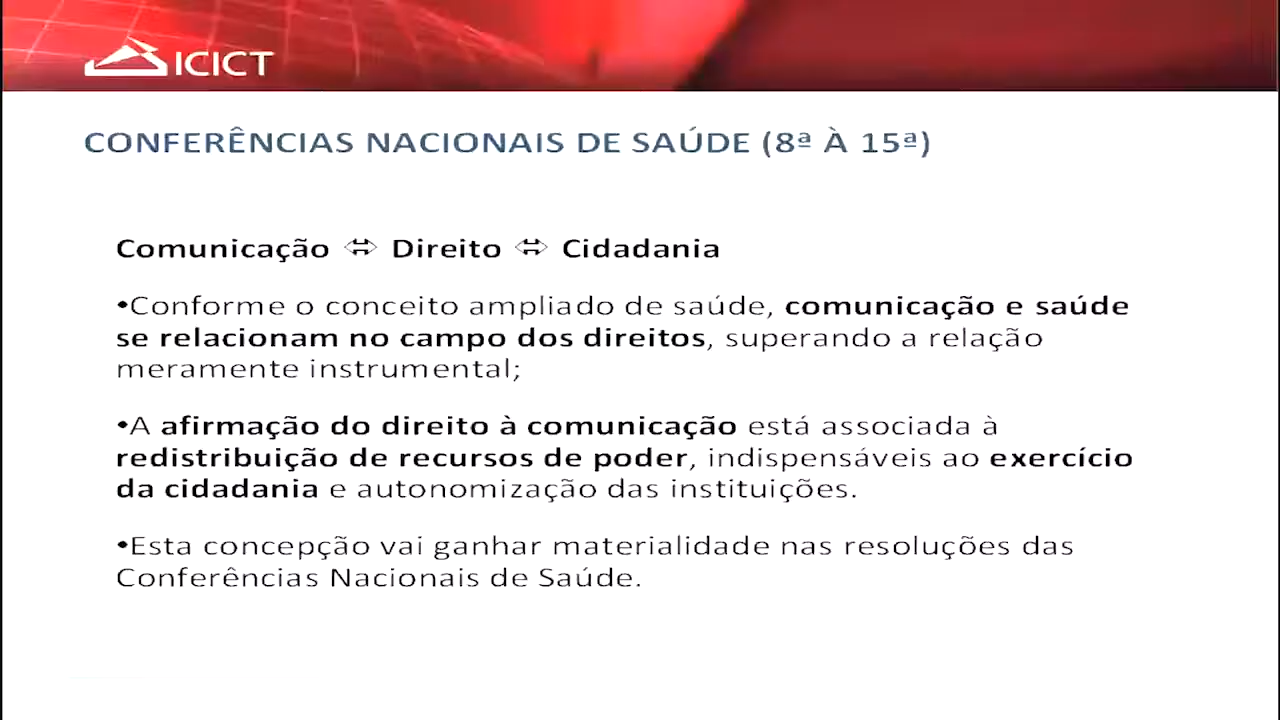 ICICT
CONFERÊNCIAS NACIONAIS DE SAÚDE (8ª À 15ª)
Comunicação ⬄ Direito ⬄ Cidadania
•Conforme o conceito ampliado de saúde, comunicação e saúde
se relacionam no campo dos direitos, superando a relação
meramente instrumental;
•A afirmação do direito à comunicação está associada à
redistribuição de recursos de poder, indispensáveis ao exercício
da cidadania e autonomização das instituições.
•Esta concepção vai ganhar materialidade nas resoluções das
Conferências Nacionais de Saúde.